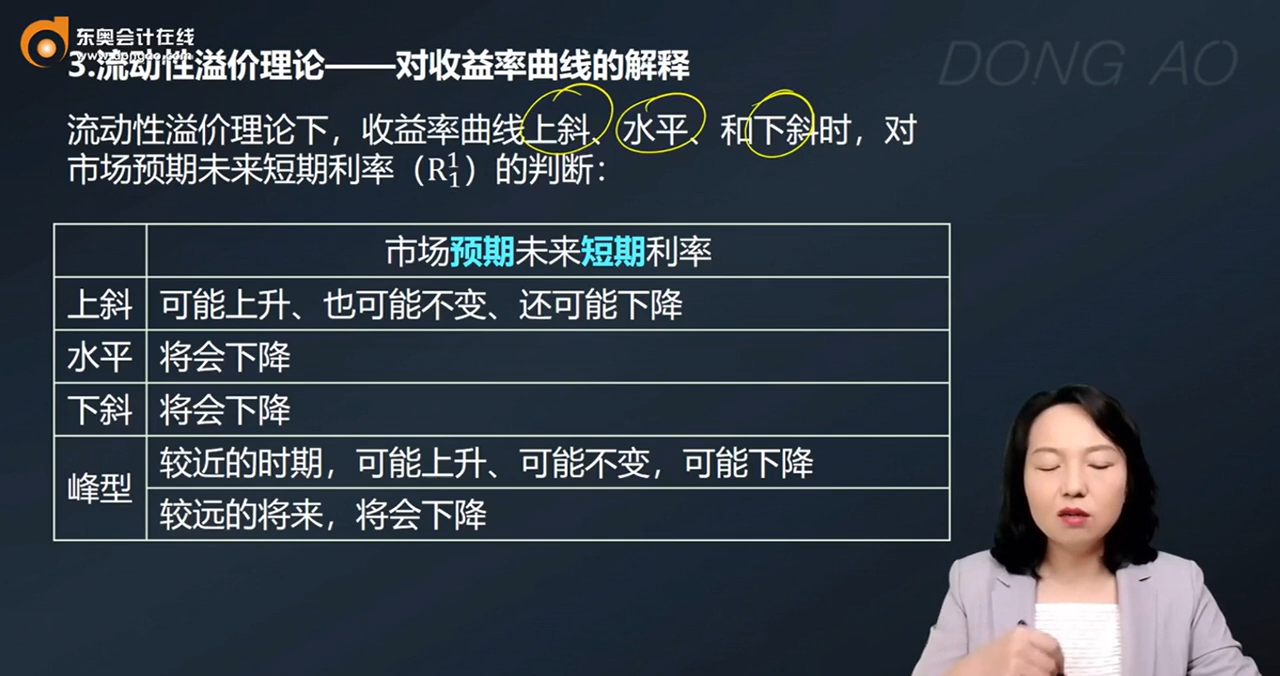 东奥会计在线
www.dongao.com
DONG AO
3.流动性溢价理论——对收益率曲线的解释
流动性溢价理论下，收益率曲线上斜、水平、和下斜时，对
市场预期未来短期利率（R₁¹）的判断：
市场预期未来短期利率
上斜 可能上升、也可能不变、还可能下降
水平 将会下降
下斜 将会下降
峰型
较近的时期，可能上升、可能不变，可能下降
较远的将来，将会下降